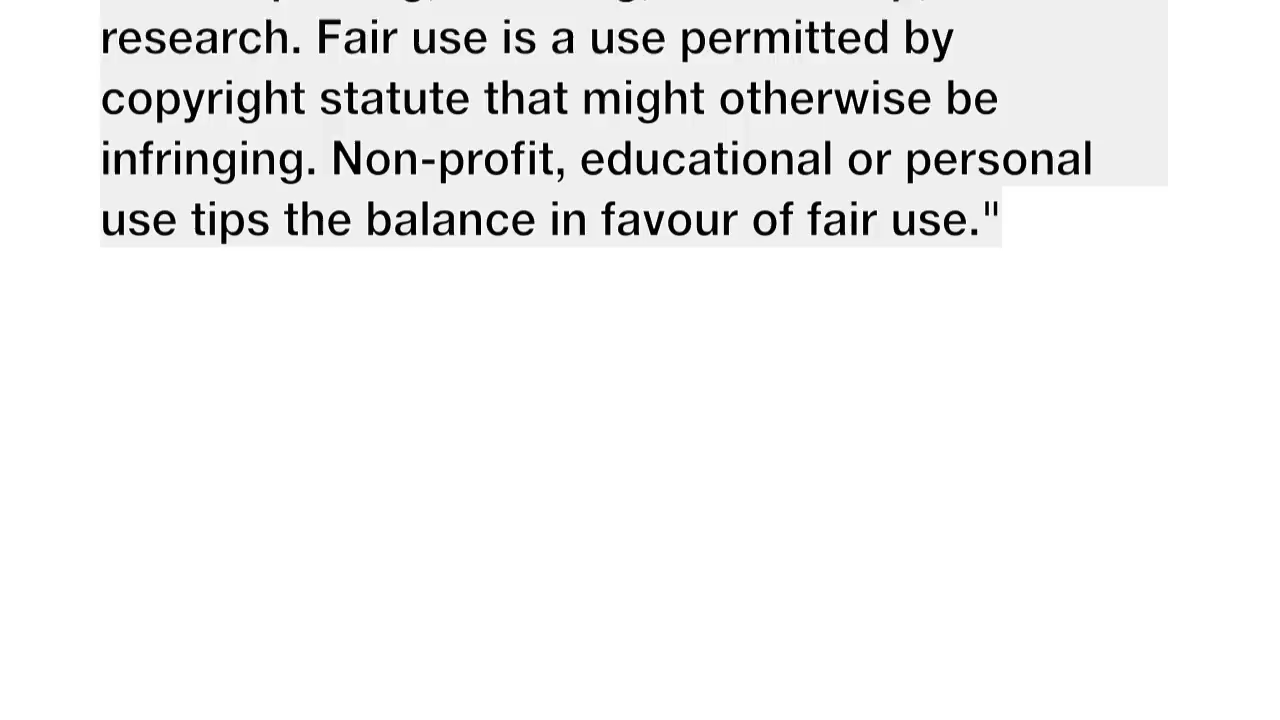 research. Fair use is a use permitted by
copyright statute that might otherwise be
infringing. Non-profit, educational or personal
use tips the balance in favour of fair use."